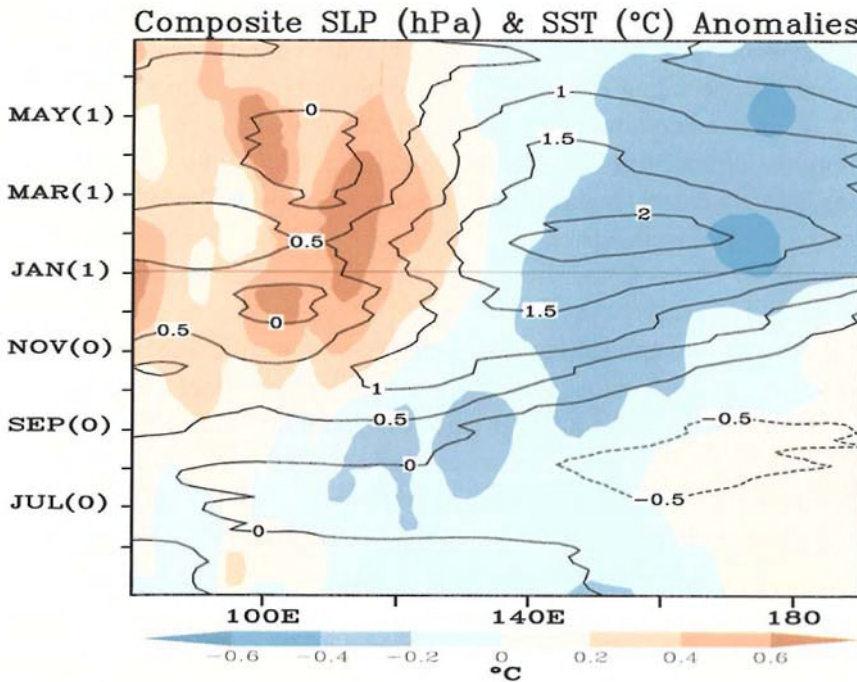 Composite SLP (hPa) & SST (°C) Anomalies
MAY(1)
MAR(1)
JAN(1)
NOV(0)
SEP(0)
JUL(0)
0
1
1.5
2
0.5
0
1.5
0.5
1
0.5
-0.5
0
-0.5
0
100E
140E
180
-0.6
-0.4
-0.2
0
0.2
0.4
0.6
°C